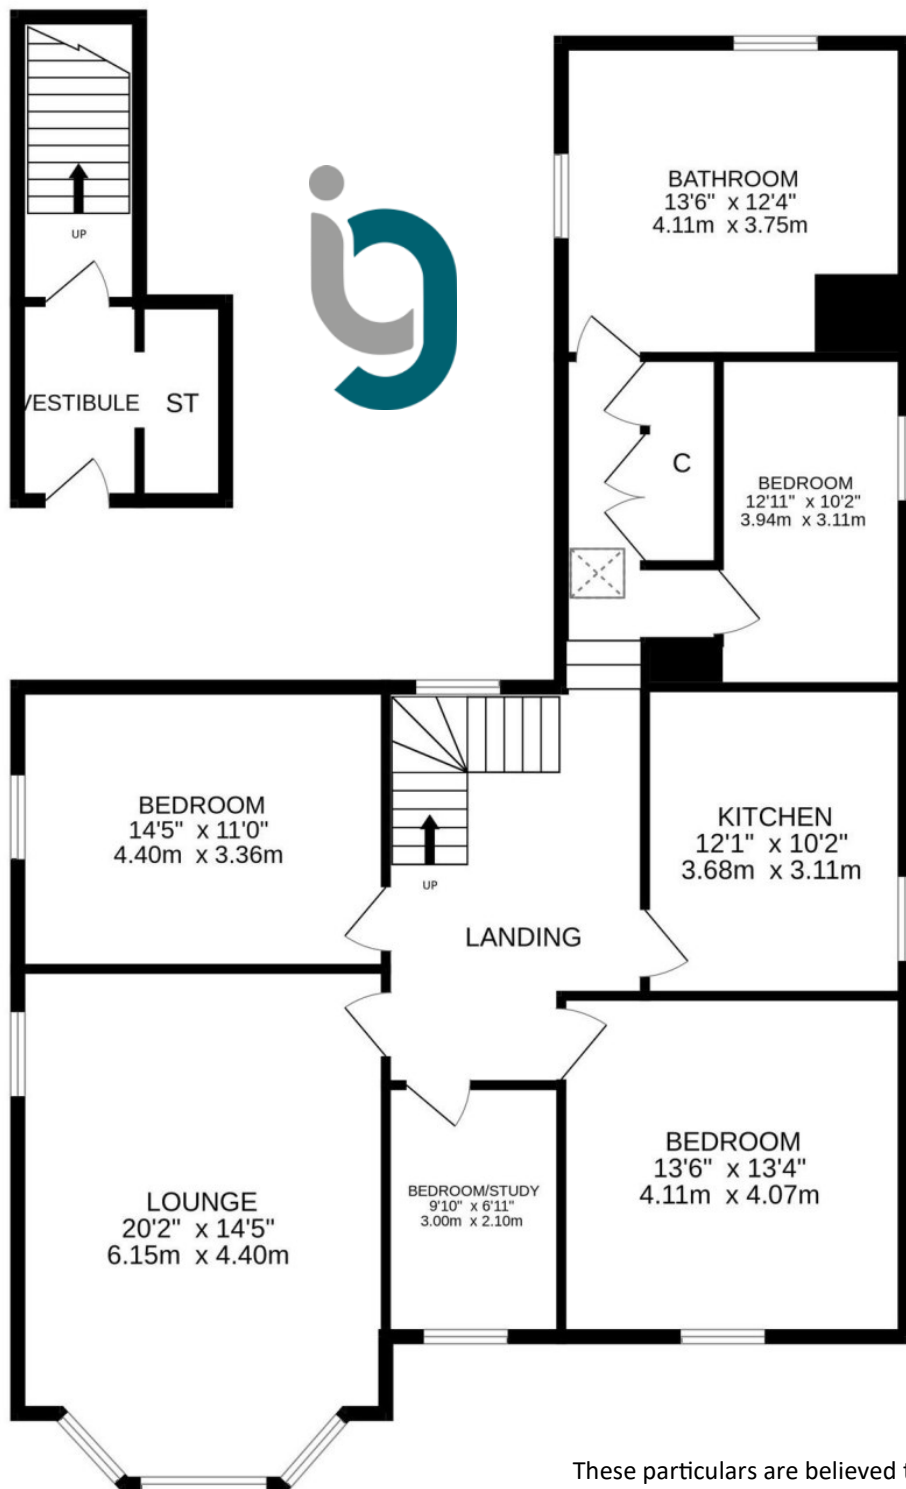 UP
VESTIBULE
ST
BATHROOM
13'6" x 12'4"
4.11m x 3.75m
C
BEDROOM
12'11" x 10'2"
3.94m x 3.11m
BEDROOM
14'5" x 11'0"
4.40m x 3.36m
UP
LANDING
KITCHEN
12'1" x 10'2"
3.68m x 3.11m
LOUNGE
20'2" x 14'5"
6.15m x 4.40m
BEDROOM/STUDY
9'10" x 6'11"
3.00m x 2.10m
BEDROOM
13'6" x 13'4"
4.11m x 4.07m
These particulars are believed